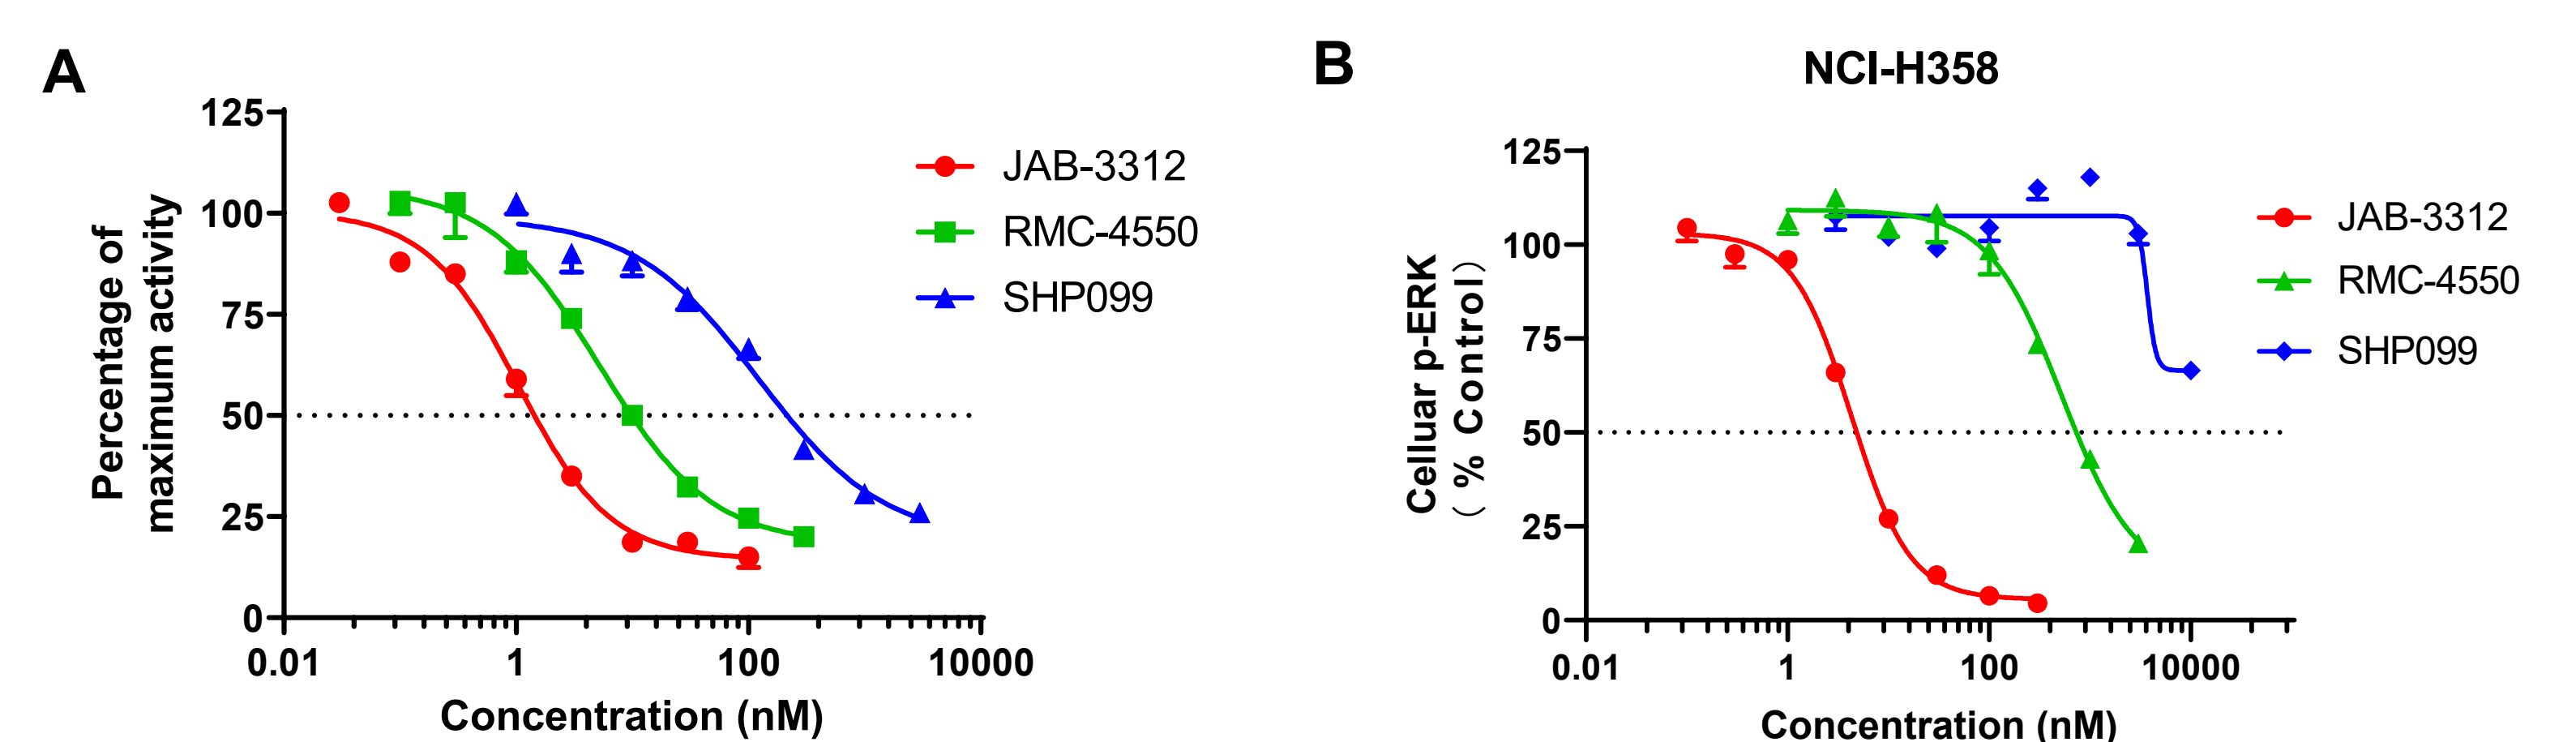 A
125
100
75
50
25
0
Percentage of
maximum activity
0.01
1
100
10000
Concentration (nM)
JAB-3312
RMC-4550
SHP099
B
NCI-H358
125
100
75
50
25
0
Celluar p-ERK
( % Control)
0.01
1
100
10000
Concentration (nM)
JAB-3312
RMC-4550
SHP099